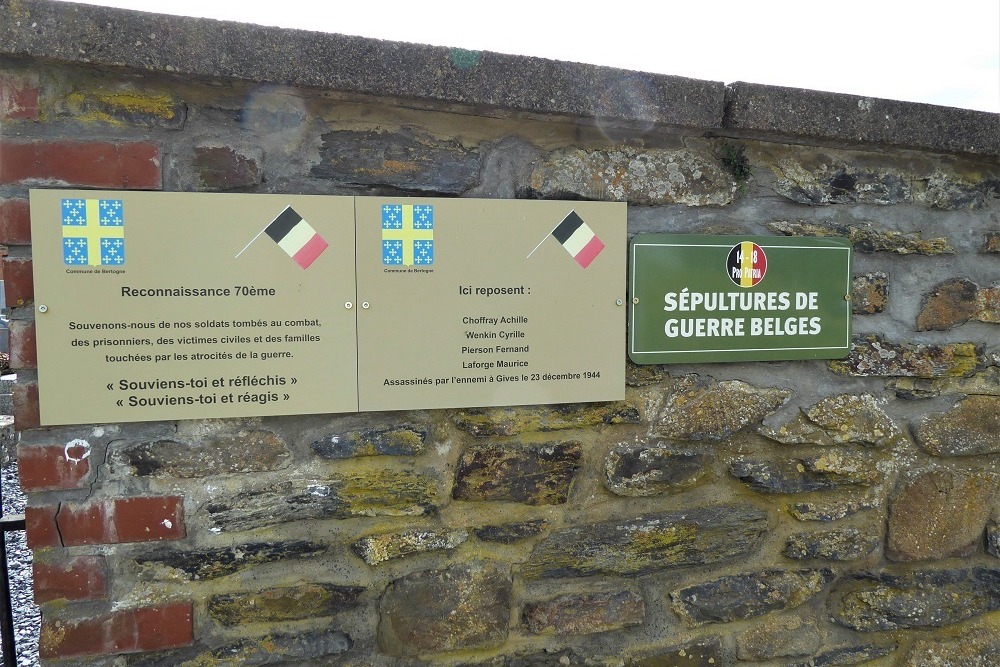 Commune de Bertogne
Reconnaissance 70ème
Souvenons-nous de nos soldats tombés au combat,
des prisonniers, des victimes civiles et des familles
touchées par les atrocités de la guerre.
« Souviens-toi et réfléchis »
« Souviens-toi et réagis »
Commune de Bertogne
Ici reposent :
Choffray Achille
Wenkin Cyrille
Pierson Fernand
Laforge Maurice
Assassinés par l'ennemi à Gives le 23 décembre 1944
14-18
PRO PATRIA
SÉPULTURES DE
GUERRE BELGES